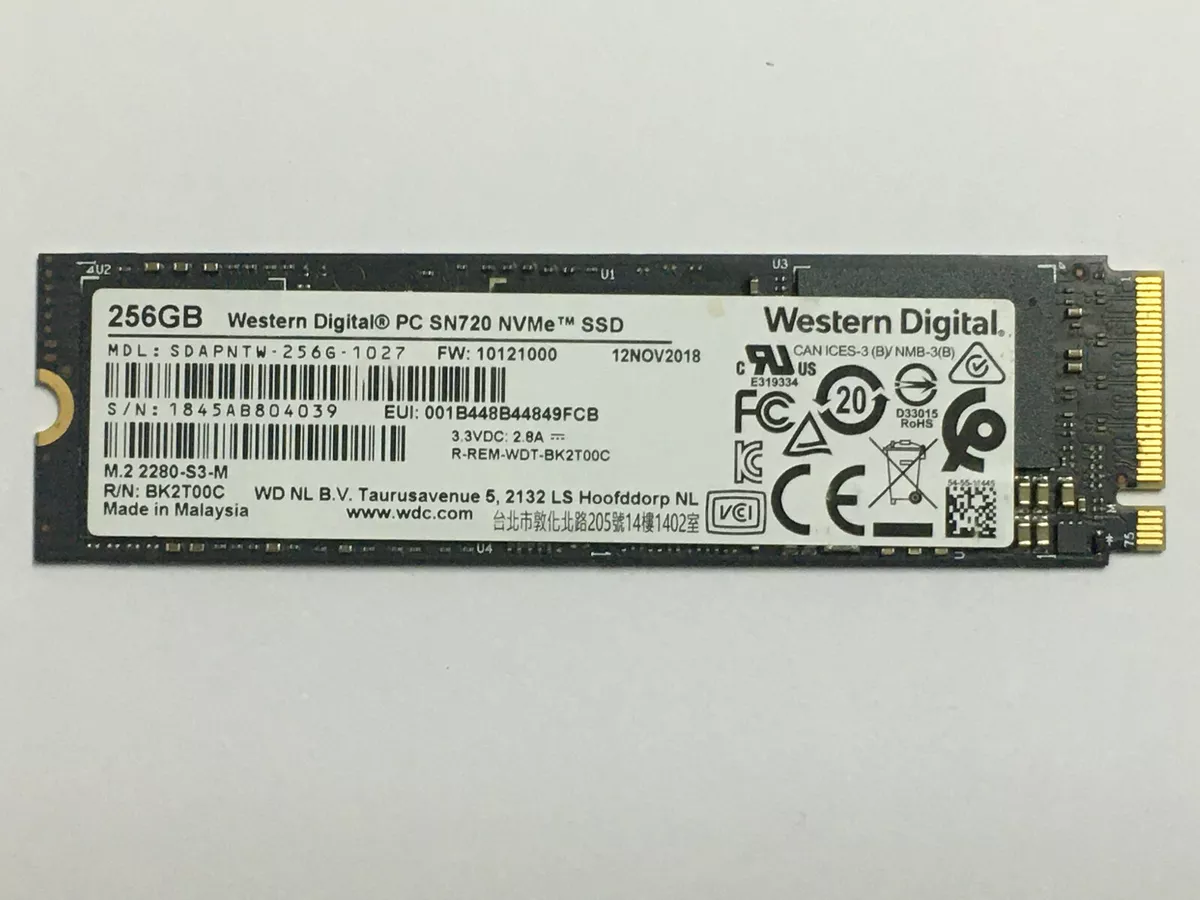 U2
U1
U3
256GB Western Digital® PC SN720 NVMe™ SSD
Western Digital®
MDL: SDAPNTW-256G-1027 FW: 10121000 12NOV2018
c RU US CAN ICES-3 (B)/ NMB-3(B)
E319334
S/N: 1845AB804039 EUI: 001B448B44849FCB
FC 20 D33015
RoHS
3.3VDC: 2.8A
R-REM-WDT-BK2T00C
M.2 2280-S3-M
R/N: BK2T00C WD NL B.V. Taurusavenue 5, 2132 LS Hoofddorp NL
Made in Malaysia www.wdc.com 台北市敦化北路205號14樓1402室
VCI CE
U4
75